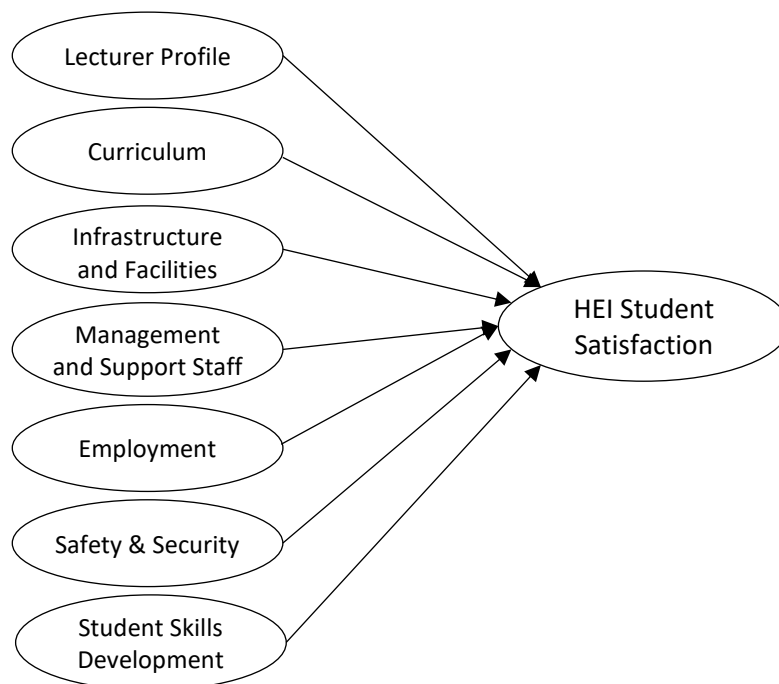 Lecturer Profile
Curriculum
Infrastructure
and Facilities
Management
and Support Staff
Employment
Safety & Security
Student Skills
Development
HEI Student
Satisfaction